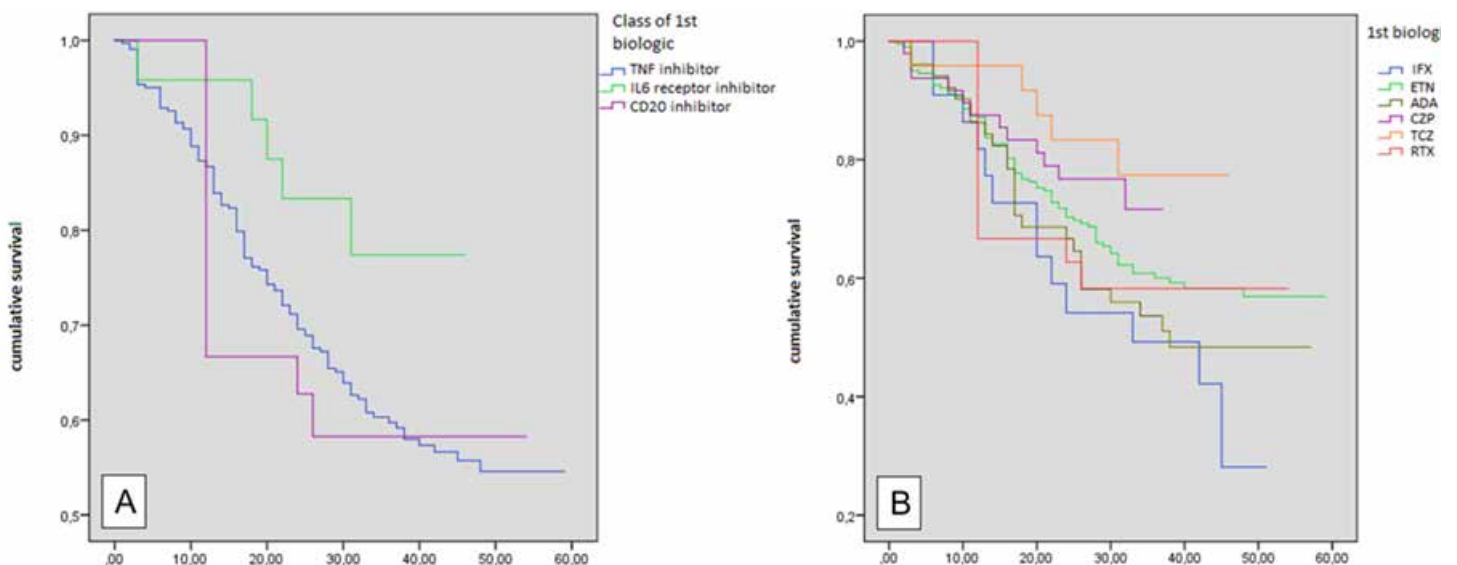 Class of 1st
biologic
TNF inhibitor
IL6 receptor inhibitor
CD20 inhibitor
cumulative survival
1,0
0,9
0,8
0,7
0,6
0,5
A
,00 10,00 20,00 30,00 40,00 50,00 60,00
1st biologi
IFX
ETN
ADA
CZP
TCZ
RTX
cumulative survival
1,0
0,8
0,6
0,4
0,2
B
,00 10,00 20,00 30,00 40,00 50,00 60,00